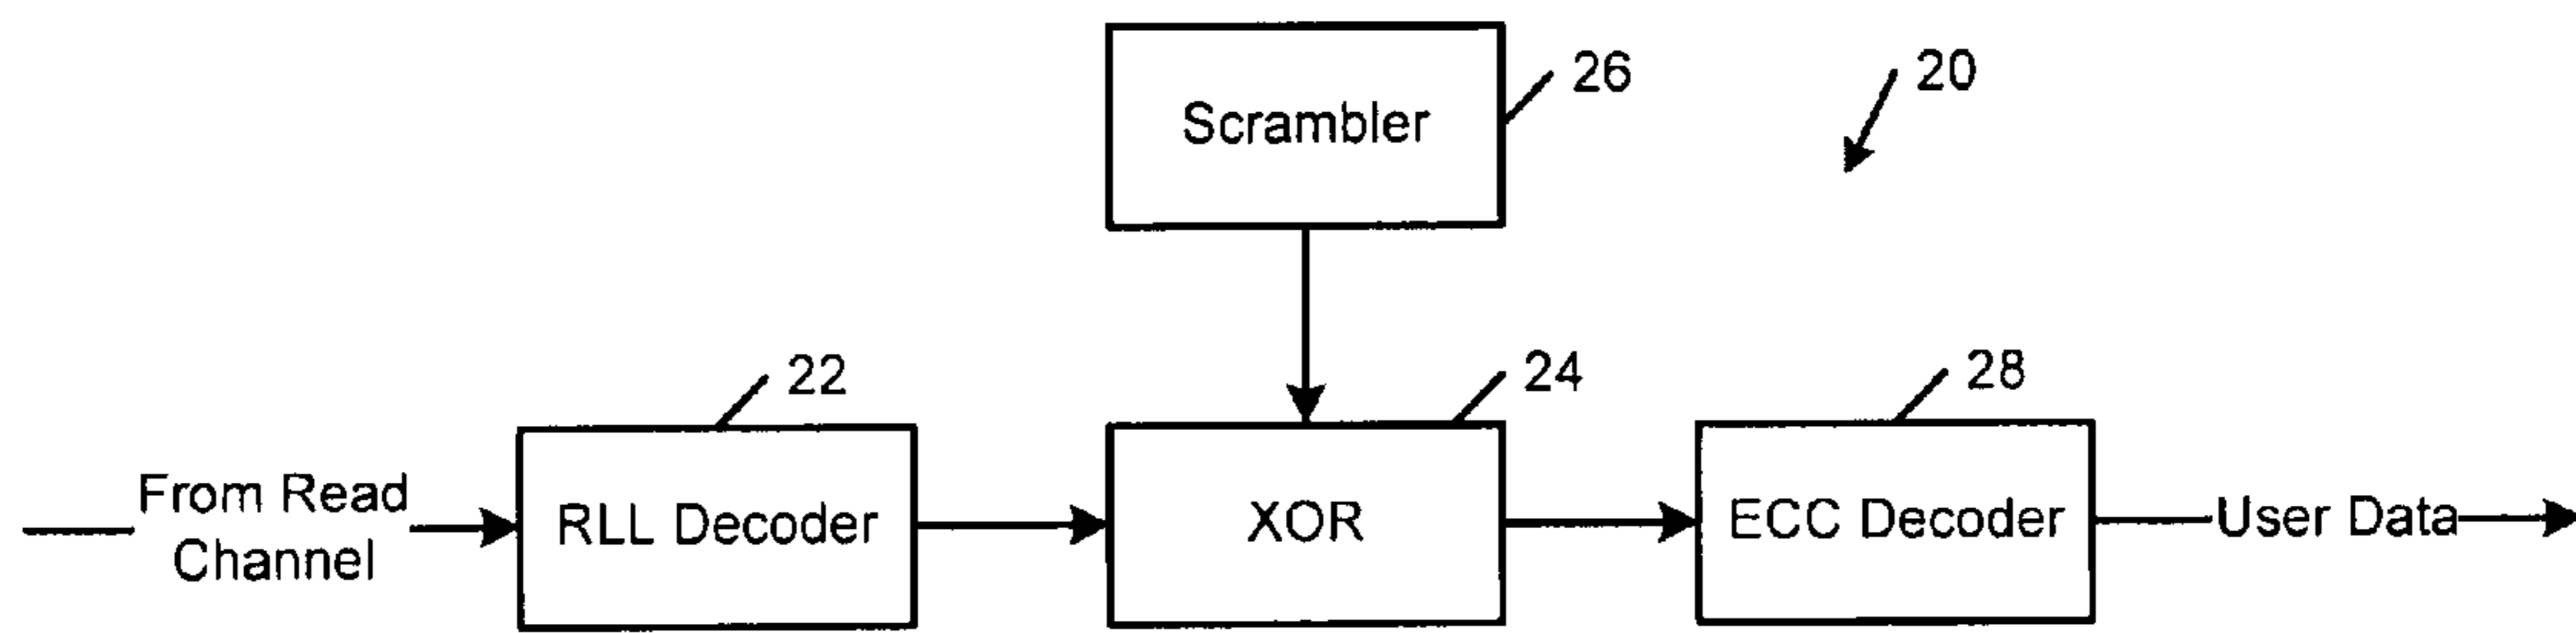 26
20
Scrambler
22
24
28
From Read
Channel
RLL Decoder
XOR
ECC Decoder
User Data